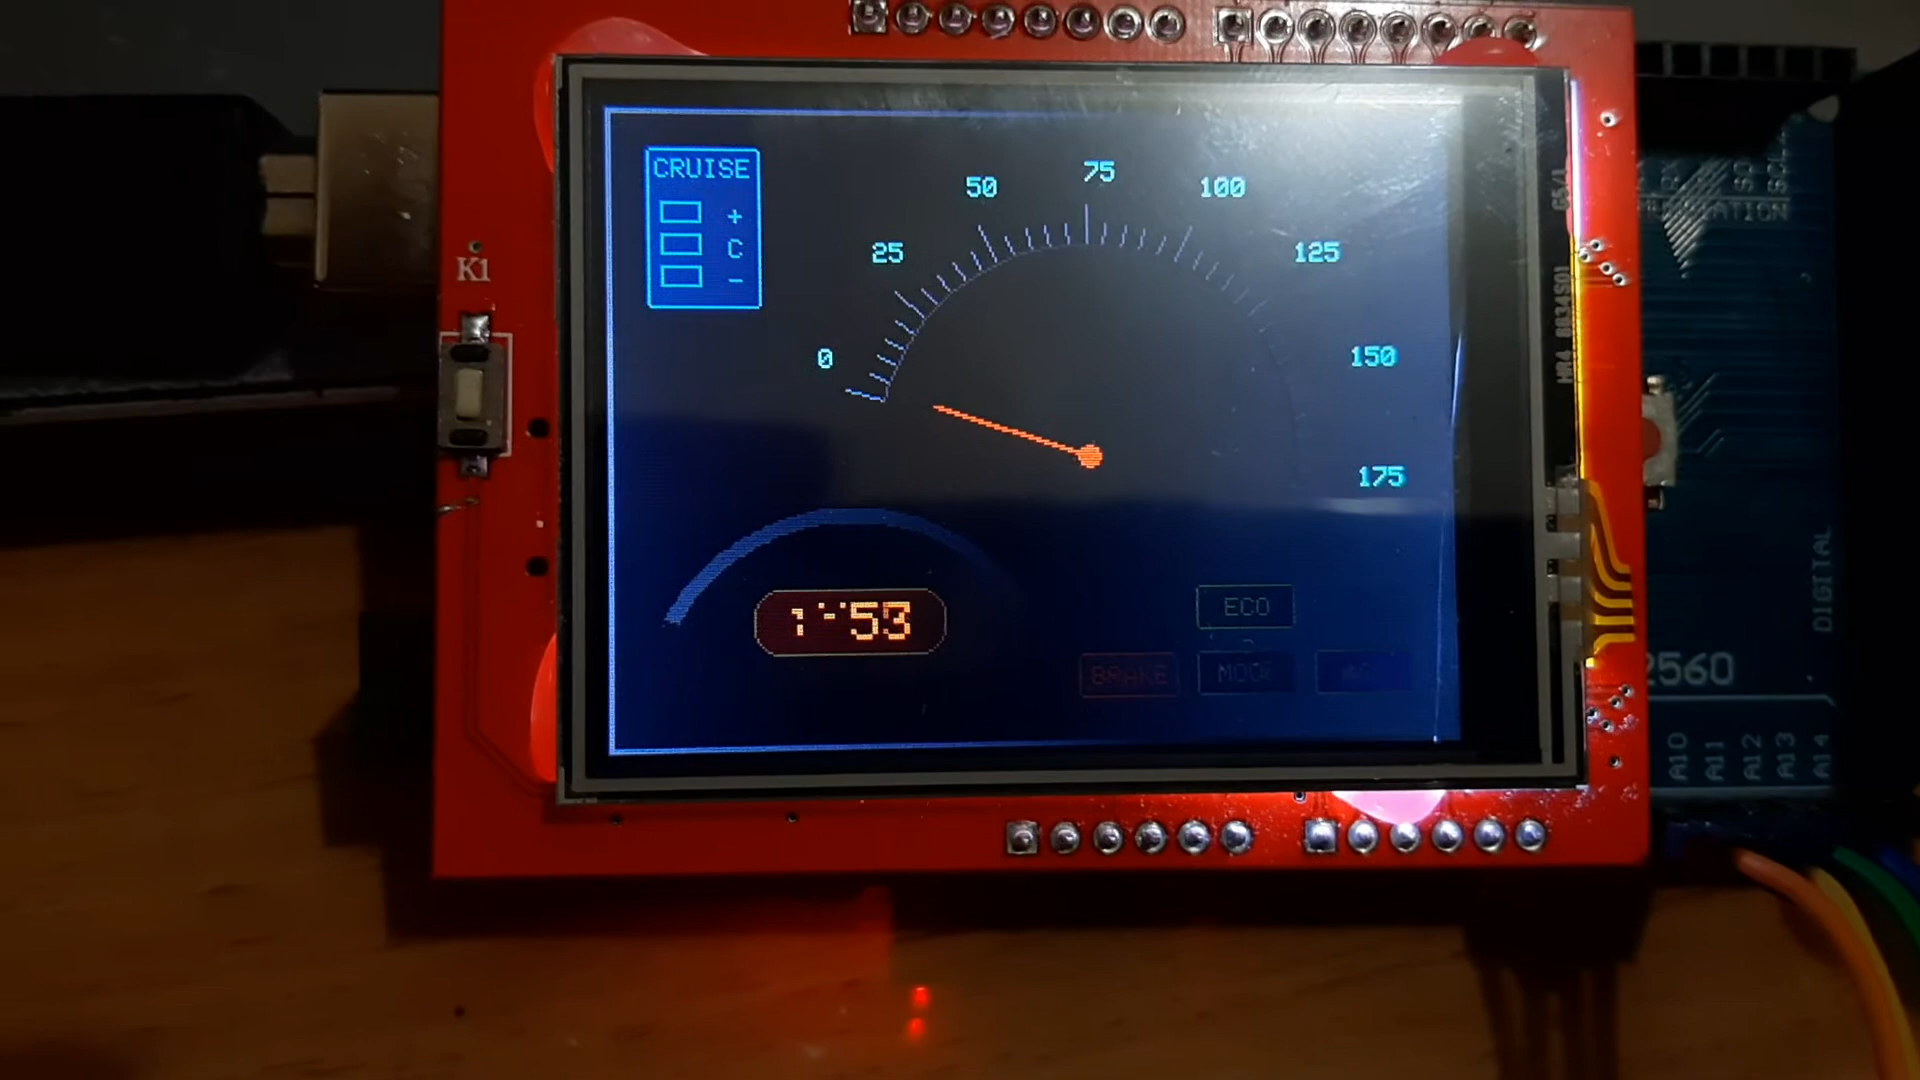 K1
CRUISE
+
C
-
0
25
50
75
100
125
150
175
53
ECO
BRAKE
MODE
2560
DIGITAL
A10
A11
A12
A13
A14